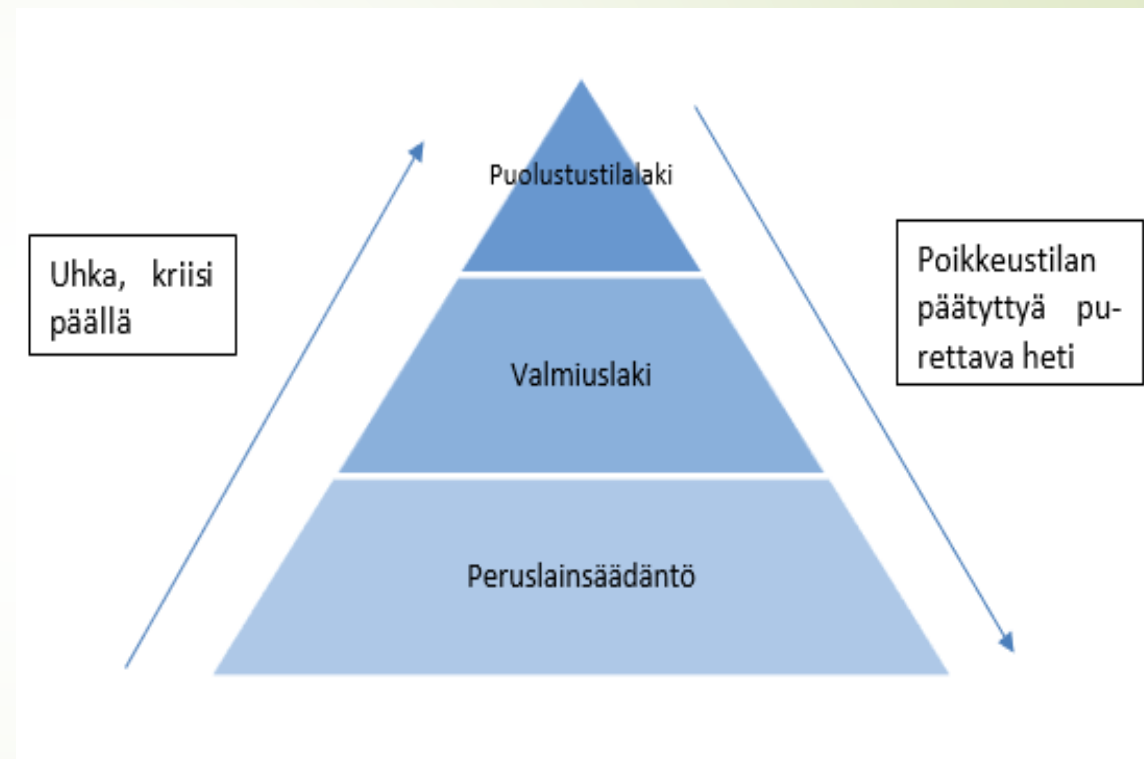 Puolustustilalaki
Uhka, kriisi
päällä
Poikkeustilan
päätyttyä pu-
rettava heti
Valmiuslaki
Peruslainsäädäntö